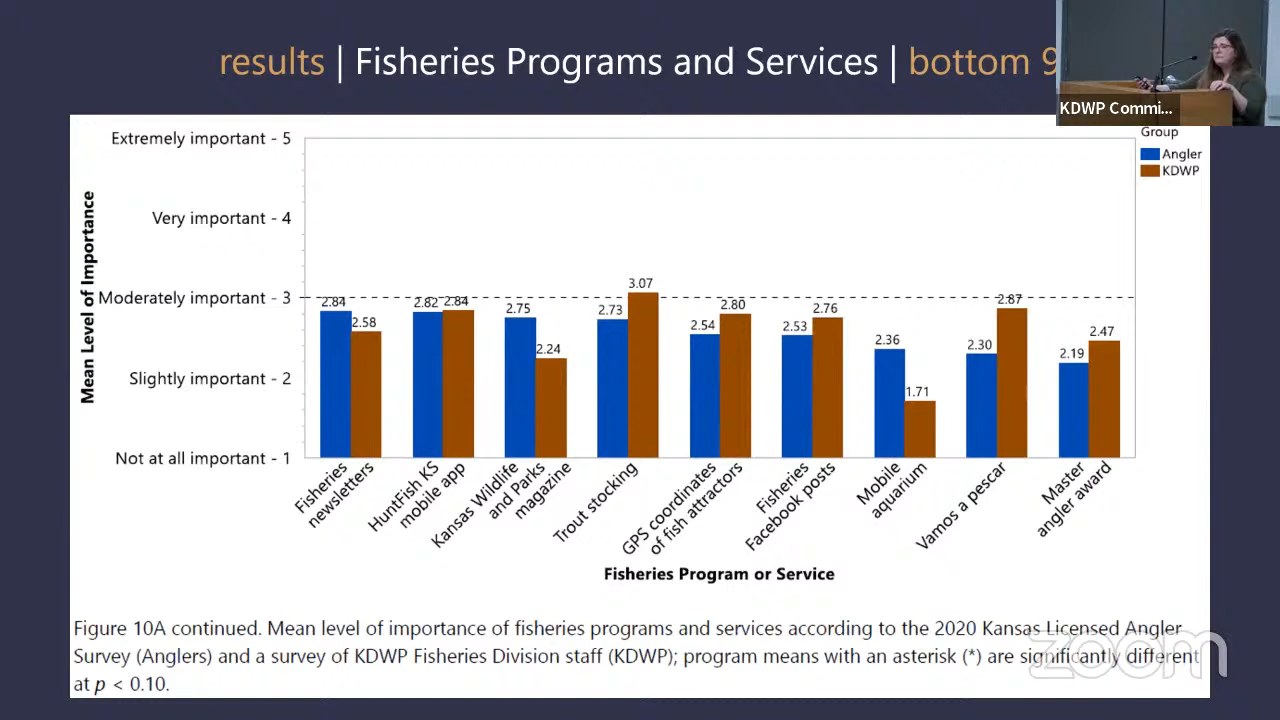 results | Fisheries Programs and Services | bottom 9
KDWP Commi...
Group
Angler
KDWP
Mean Level of Importance
Extremely important - 5
Very important - 4
Moderately important - 3
Slightly important - 2
Not at all important - 1
2.84
2.58
2.82
2.84
2.75
2.24
2.73
3.07
2.54
2.80
2.53
2.76
2.36
1.71
2.30
2.87
2.19
2.47
Fisheries
newsletters
HuntFish KS
mobile app
Kansas Wildlife
and Parks
magazine
Trout stocking
GPS coordinates
of fish attractors
Fisheries
Facebook posts
Mobile
aquarium
Vamos a pescar
Master
angler award
Fisheries Program or Service
Figure 10A continued. Mean level of importance of fisheries programs and services according to the 2020 Kansas Licensed Angler
Survey (Anglers) and a survey of KDWP Fisheries Division staff (KDWP); program means with an asterisk (*) are significantly different
at p < 0.10.
zoom